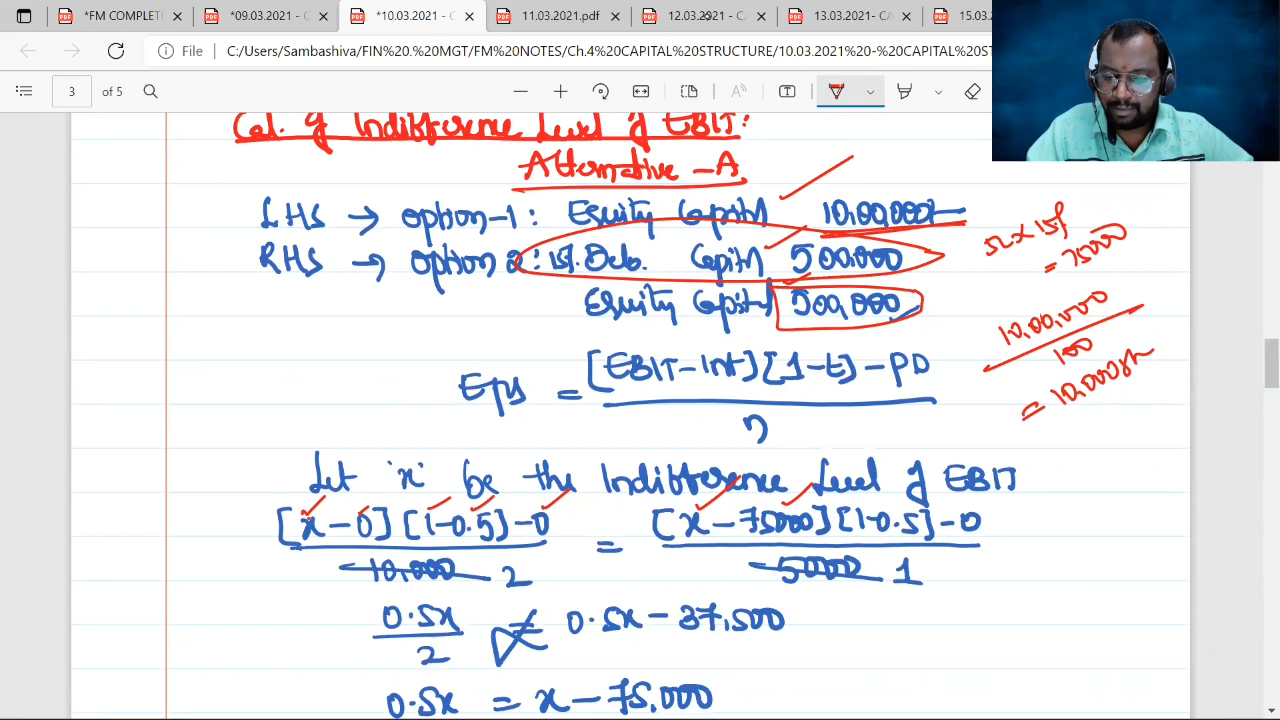 *FM COMPLETE
*09.03.2021 - C
*10.03.2021 - C
11.03.2021.pdf
12.03.2021 - CA
13.03.2021 - CA
15.03
File C:/Users/Sambashiva/FIN%20.%20MGT/FM%20NOTES/Ch.4%20CAPITAL%20STRUCTURE/10.03.2021%20-%20CAPITAL%20ST
3 of 5
Cal. of Indifference Level of EBIT:
Alternative - A
LHS → option-1: Equity Capital 10,00,000/-
RHS → option 2: 15% Deb. Capital 500,000
Equity Capital 500,000
5L x 15%
= 75000
10,00,000
100
= 10,000 sh
Eps = [EBIT-Int][1-t] - PD
n
Let 'x' be the Indifference Level of EBIT
[x-0][1-0.5]-0 = [x-75000][1-0.5]-0
10,000 2 5000 1
0.5x = 0.5x - 37,500
2
0.5x = x - 75,000